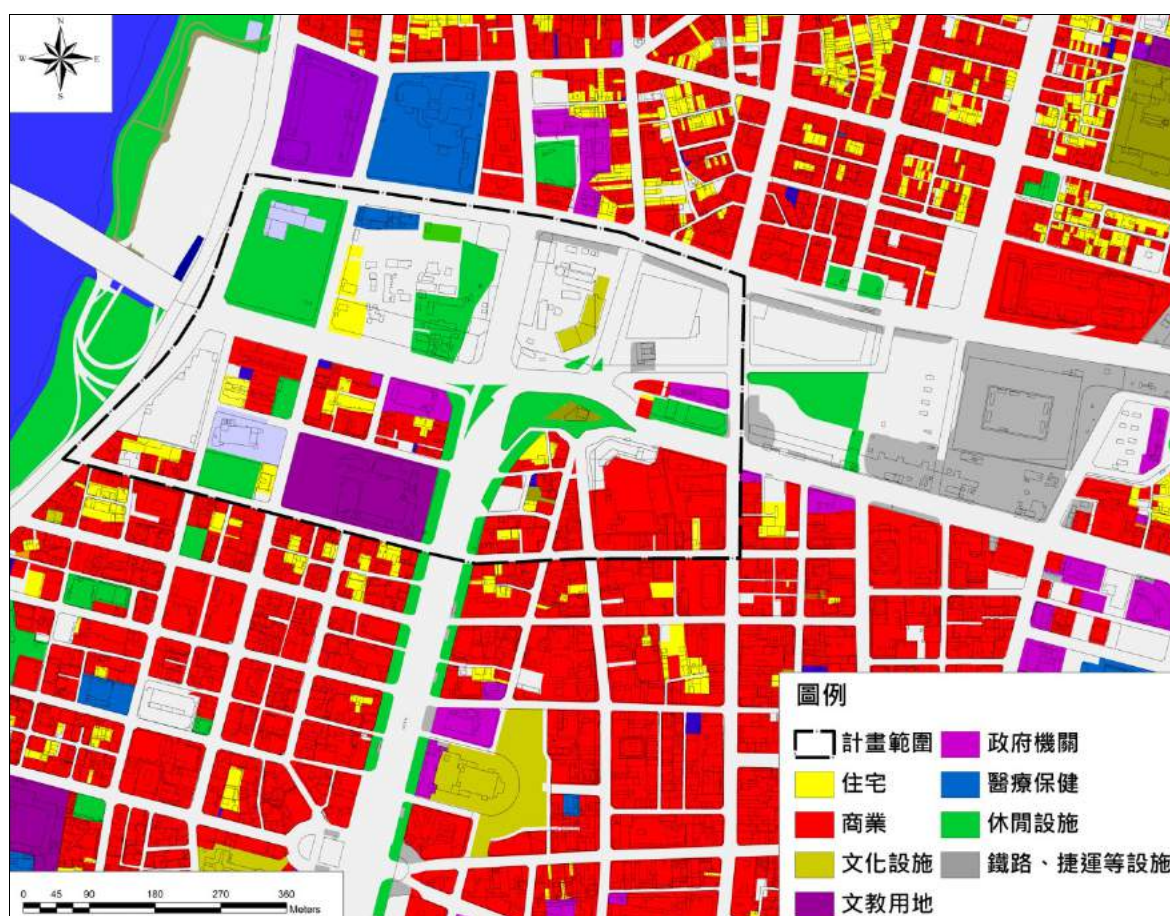 N
W E
S
圖例
計畫範圍
政府機關
住宅
醫療保健
商業
休閒設施
文化設施
鐵路、捷運等設施
文教用地
0 45 90 180 270 360
Meters